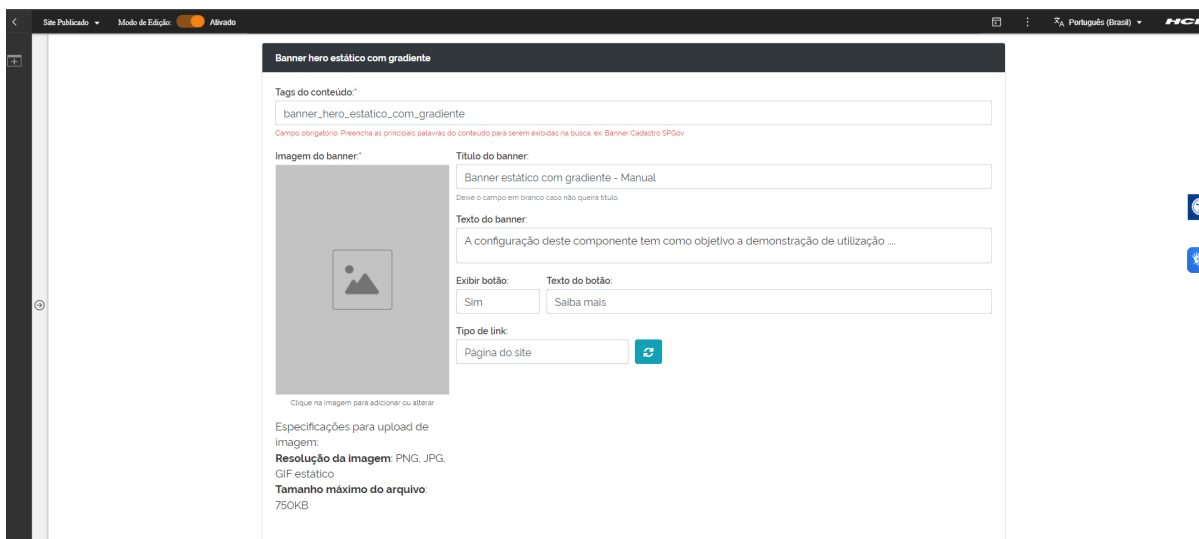 Site Publicado
Modo de Edição:
Ativado
Português (Brasil)
Banner hero estático com gradiente
Tags do conteúdo:*
banner_hero_estatico_com_gradiente
Campo obrigatório. Preencha as principais palavras do conteúdo para serem exibidas na busca. ex: Banner Cadastro SPGov
Imagem do banner:*
Título do banner:
Banner estático com gradiente - Manual
Deixe o campo em branco caso não queira título.
Texto do banner:
A configuração deste componente tem como objetivo a demonstração de utilização ....
Exibir botão:
Texto do botão:
Sim
Saiba mais
Tipo de link:
Página do site
Clique na imagem para adicionar ou alterar
Especificações para upload de
imagem:
Resolução da imagem: PNG, JPG,
GIF estático
Tamanho máximo do arquivo:
750KB